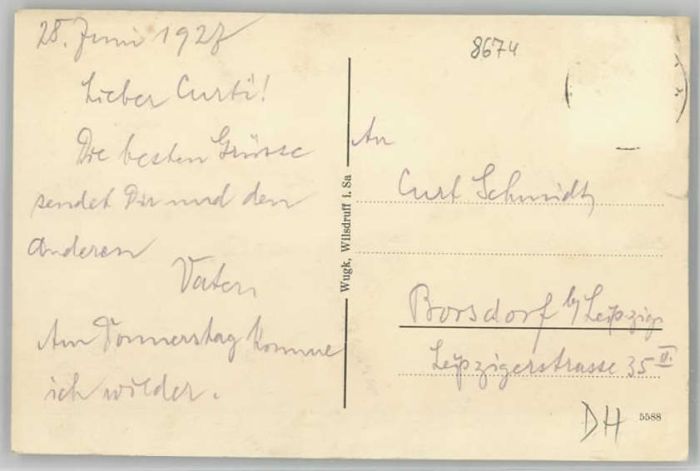 28. Juni 1927
Lieber Curti!
Die besten Grüsse
sendet Dir und den
anderen
Vater
Am Donnerstag komme
ich wieder.
Wugk, Wilsdruff i. Sa
8674
An
Curt Schmidt
Borsdorf b/ Leipzig
Leipzigerstrasse 35 II.
DH
5588